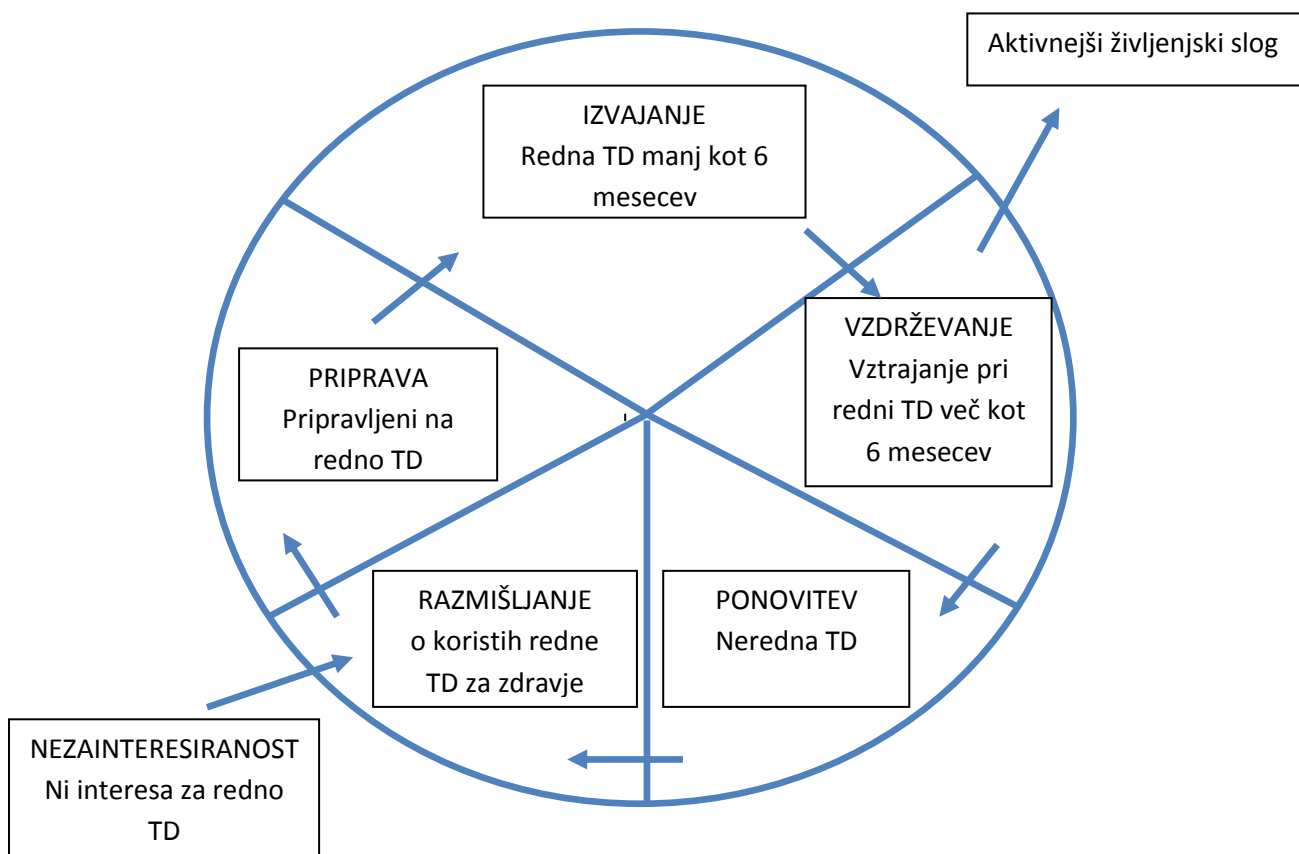 Aktivnejši življenjski slog
IZVAJANJE
Redna TD manj kot 6
mesecev
VZDRŽEVANJE
Vztrajanje pri
redni TD več kot
6 mesecev
PRIPRAVA
Pripravljeni na
redno TD
RAZMIŠLJANJE
o koristih redne
TD za zdravje
PONOVITEV
Neredna TD
NEZAINTERESIRANOST
Ni interesa za redno
TD